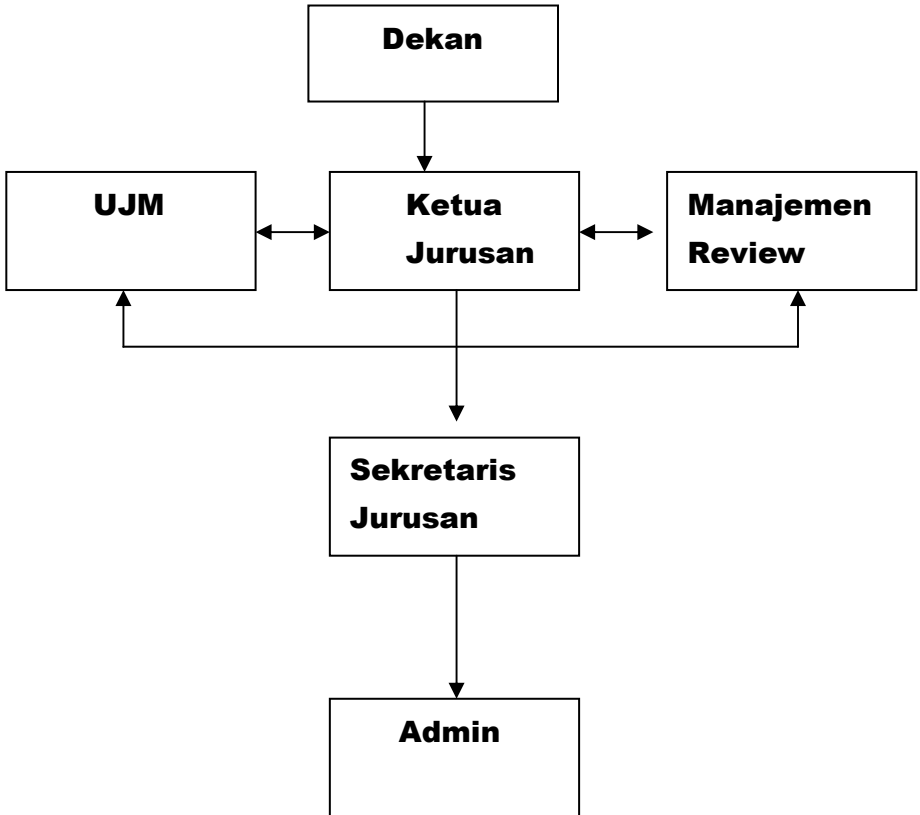 Dekan
UJM
Ketua
Jurusan
Manajemen
Review
Sekretaris
Jurusan
Admin